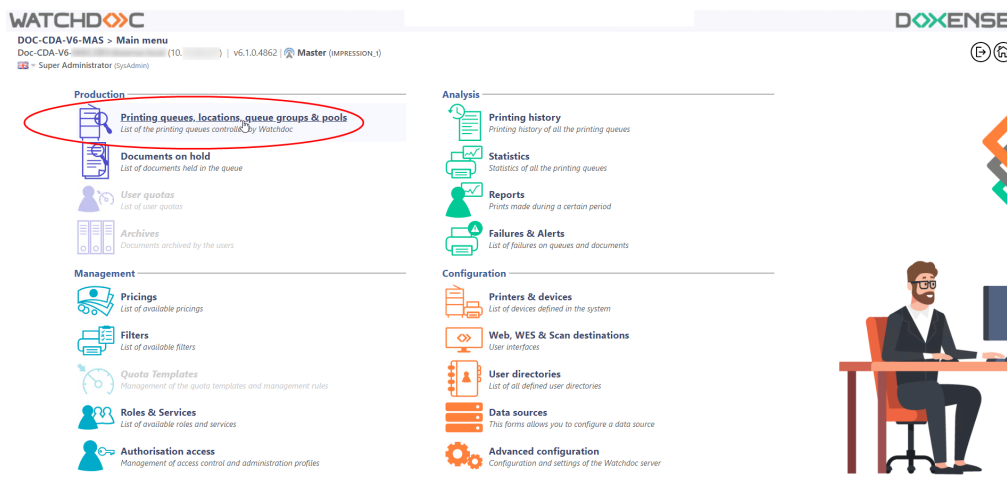 WATCHDOC
DOXENSE
DOC-CDA-V6-MAS > Main menu
Doc-CDA-V6- (10. ) | v6.1.0.4862 | Master (IMPRESSION_1)
Super Administrator (SysAdmin)
Production
Printing queues, locations, queue groups & pools
List of the printing queues controlled by Watchdoc
Documents on hold
List of documents held in the queue
User quotas
List of user quotas
Archives
Documents archived by the users
Analysis
Printing history
Printing history of all the printing queues
Statistics
Statistics of all the printing queues
Reports
Prints made during a certain period
Failures & Alerts
List of failures on queues and documents
Management
Pricings
List of available pricings
Filters
List of available filters
Quota Templates
Management of the quota templates and management rules
Roles & Services
List of available roles and services
Authorisation access
Management of access control and administration profiles
Configuration
Printers & devices
List of devices defined in the system
Web, WES & Scan destinations
User interfaces
User directories
List of all defined user directories
Data sources
This forms allows you to configure a data source
Advanced configuration
Configuration and settings of the Watchdoc server